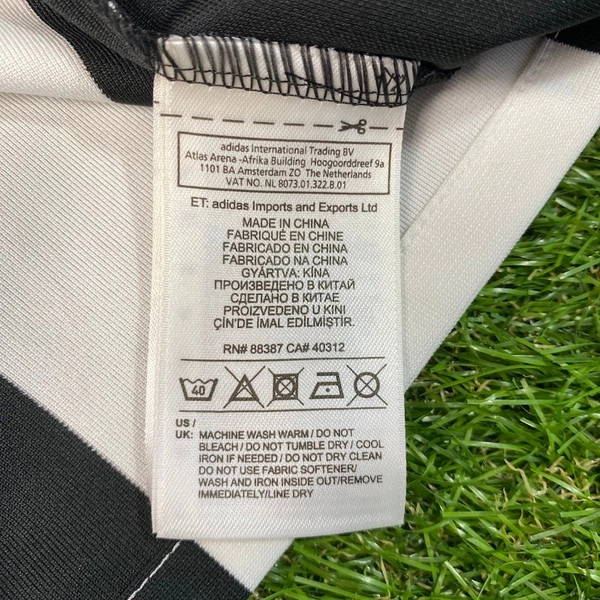 adidas International Trading BV
Atlas Arena -Afrika Building Hoogoorddreef 9a
1101 BA Amsterdam ZO The Netherlands
VAT NO. NL 8073.01.322.B.01
ET: adidas Imports and Exports Ltd
MADE IN CHINA
FABRIQUÉ EN CHINE
FABRICADO EN CHINA
FABRICADO NA CHINA
GYÁRTVA: KÍNA
ПРОИЗВЕДЕНО В КИТАЙ
СДЕЛАНО В КИТАЕ
PROIZVEDENO U KINI
ÇİN'DE İMAL EDİLMİŞTİR.
RN# 88387 CA# 40312
40
US /
UK: MACHINE WASH WARM / DO NOT
BLEACH / DO NOT TUMBLE DRY / COOL
IRON IF NEEDED / DO NOT DRY CLEAN
DO NOT USE FABRIC SOFTENER/
WASH AND IRON INSIDE OUT/REMOVE
IMMEDIATELY/LINE DRY